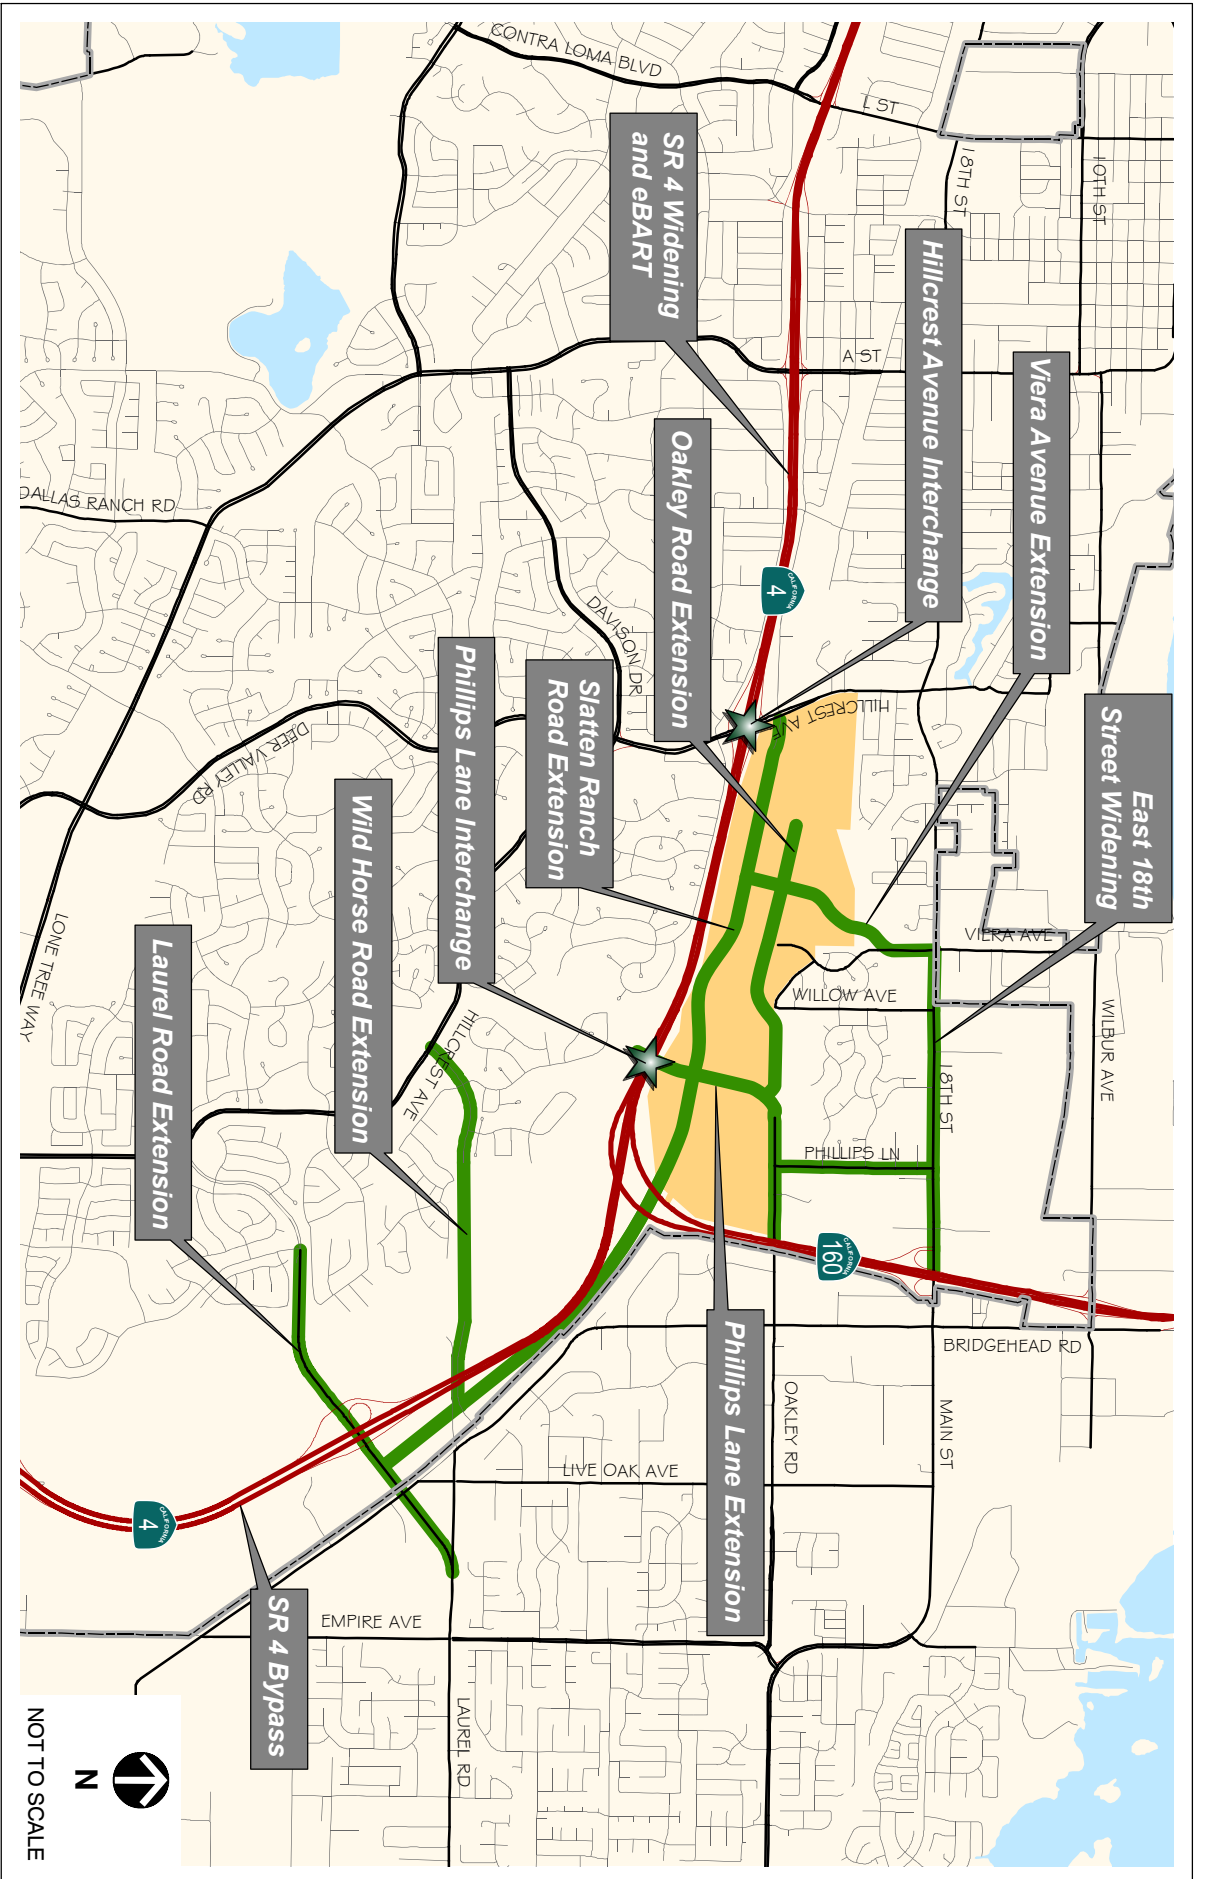 CONTRA LOMA BLVD
L ST
18TH ST
10TH ST
SR 4 Widening
and eBART
Hillcrest Avenue Interchange
Viera Avenue Extension
A ST
Oakley Road Extension
DALLAS RANCH RD
CALIFORNIA
4
DAVISON DR
HILLCREST AVE
East 18th
Street Widening
Phillips Lane Interchange
Slatten Ranch
Road Extension
DEER VALLEY RD
Wild Horse Road Extension
LONE TREE WAY
Laurel Road Extension
VIERA AVE
WILLOW AVE
WILBUR AVE
HILLCREST AVE
18TH ST
PHILLIPS LN
CALIFORNIA
160
Phillips Lane Extension
BRIDGEHEAD RD
OAKLEY RD
MAIN ST
LIVE OAK AVE
CALIFORNIA
4
SR 4 Bypass
EMPIRE AVE
LAUREL RD
N
NOT TO SCALE